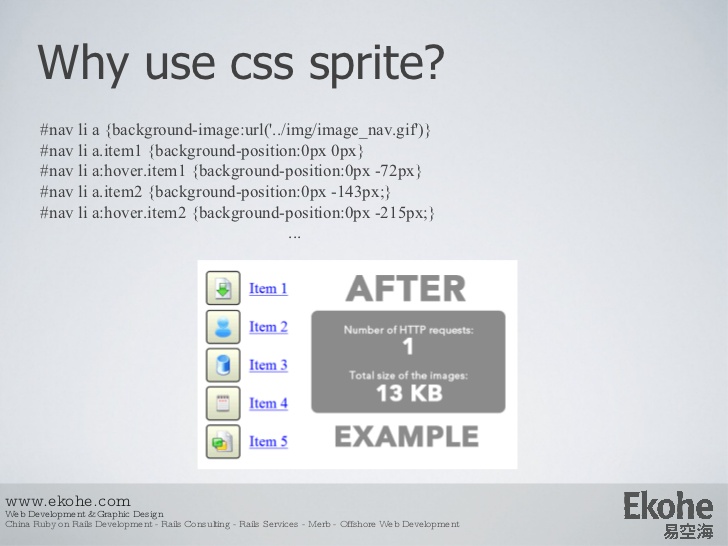 Why use css sprite?
#nav li a {background-image:url('../img/image_nav.gif')}
#nav li a.item1 {background-position:0px 0px}
#nav li a:hover.item1 {background-position:0px -72px}
#nav li a.item2 {background-position:0px -143px;}
#nav li a:hover.item2 {background-position:0px -215px;}
...
Item 1
Item 2
Item 3
Item 4
Item 5
AFTER
Number of HTTP requests:
1
Total size of the images:
13 KB
EXAMPLE
www.ekohe.com
Web Development & Graphic Design
China Ruby on Rails Development - Rails Consulting - Rails Services - Merb - Offshore Web Development
Ekohe
易空海